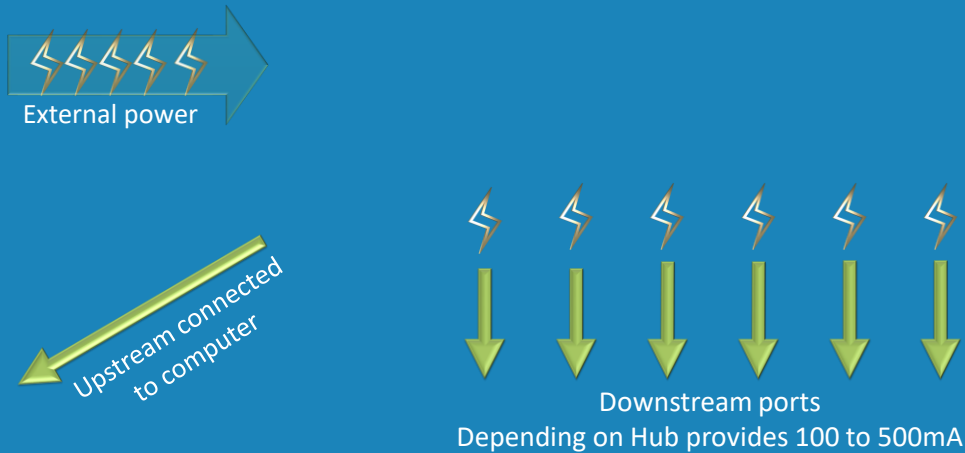 External power
Upstream connected
to computer
Downstream ports
Depending on Hub provides 100 to 500mA